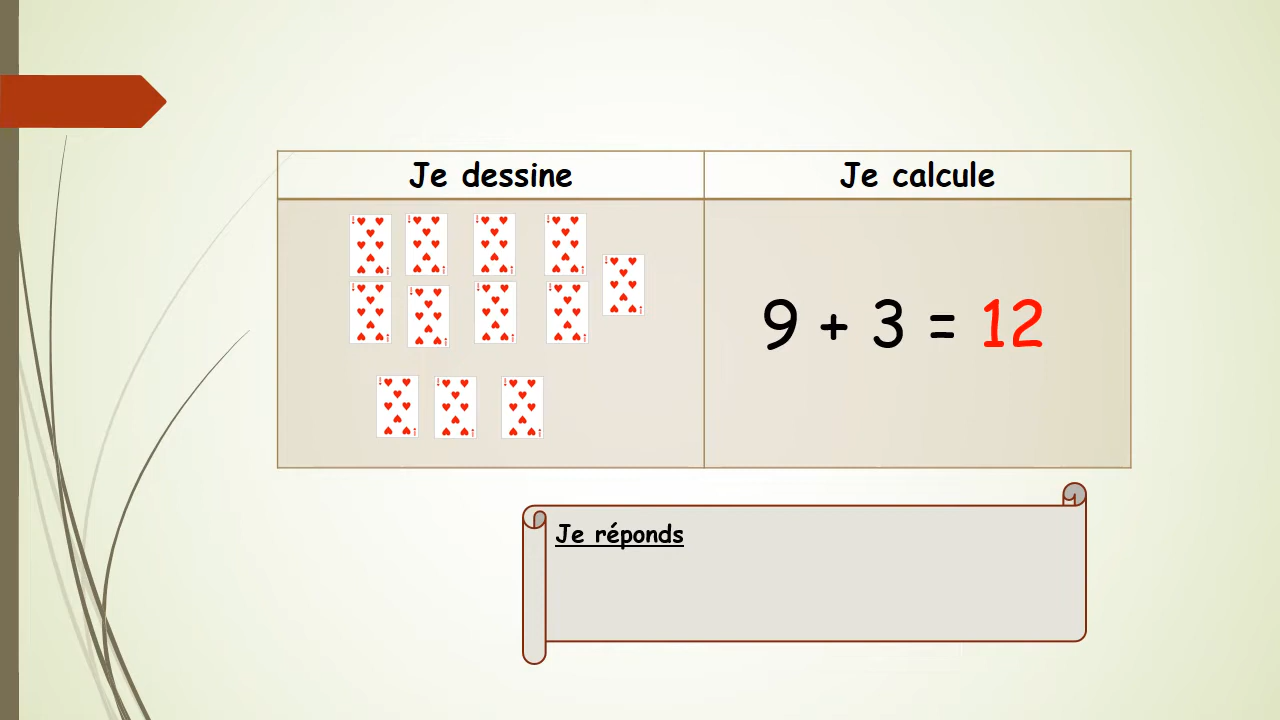 Je dessine
Je calcule
9 + 3 = 12
Je réponds